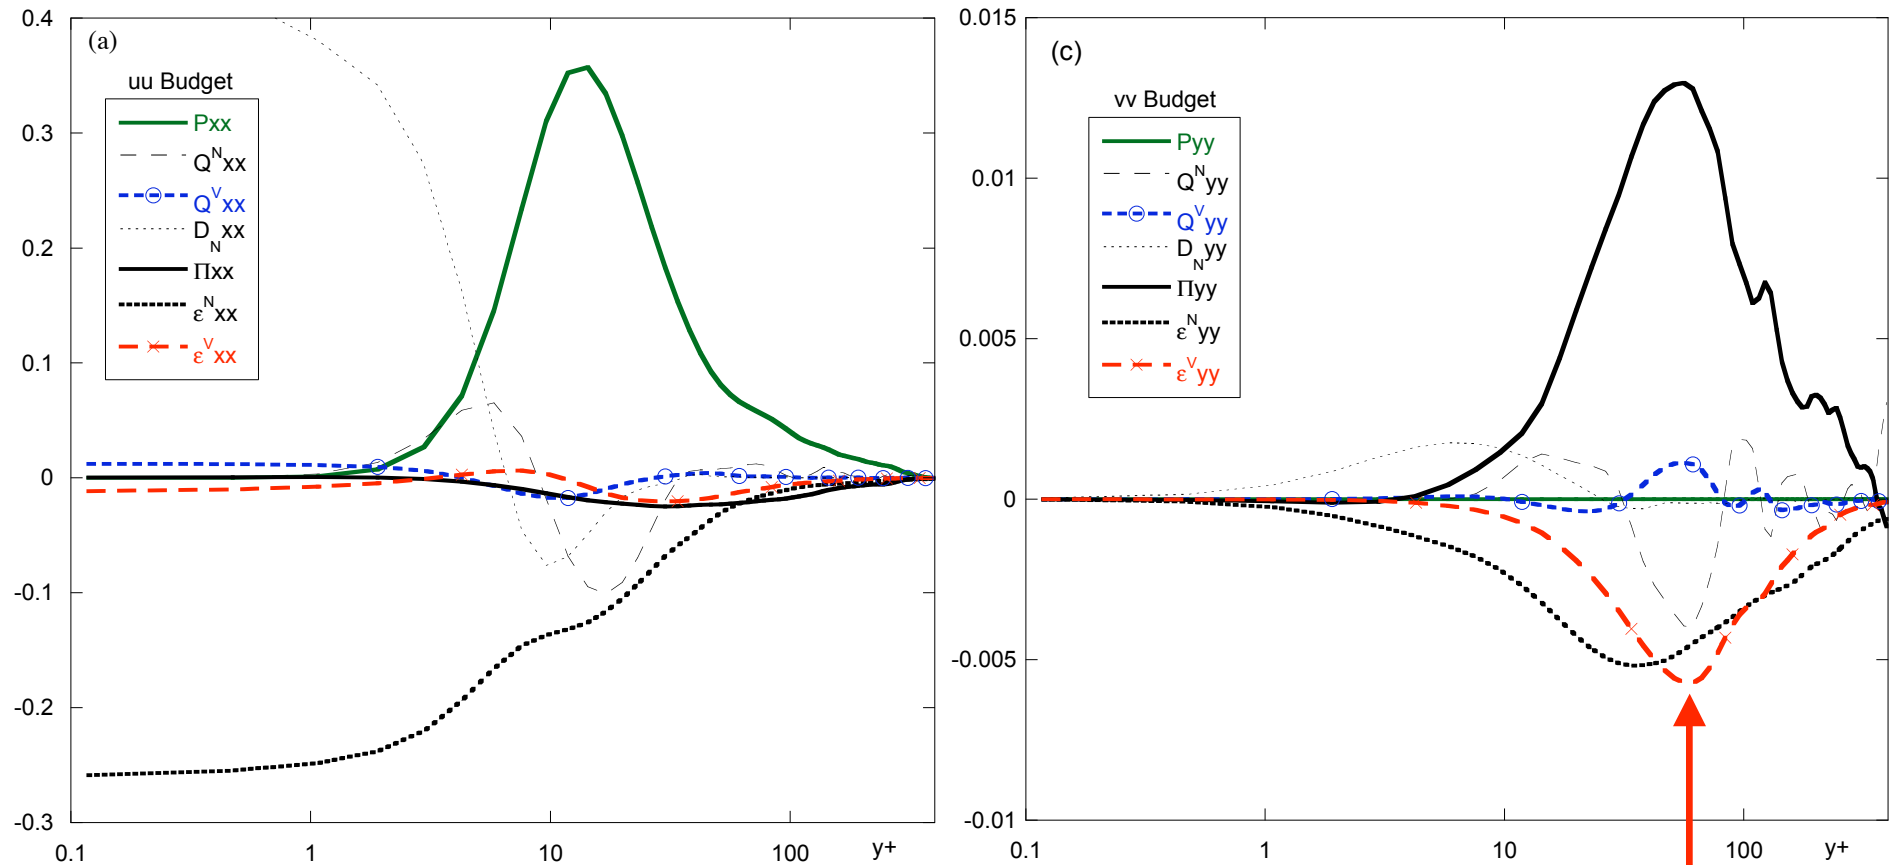 (a)
uu Budget
Pxx
Q^N xx
Q^V xx
D_N xx
Πxx
ε^N xx
ε^V xx
0.4
0.3
0.2
0.1
0
-0.1
-0.2
-0.3
0.1
1
10
100
y+
(c)
vv Budget
Pyy
Q^N yy
Q^V yy
D_N yy
Πyy
ε^N yy
ε^V yy
0.015
0.01
0.005
0
-0.005
-0.01
0.1
1
10
100
y+